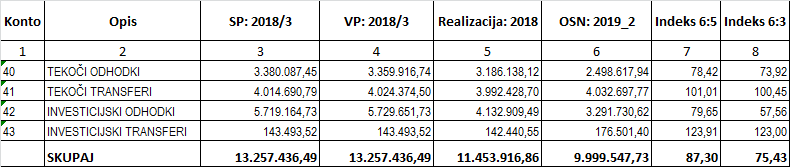 Konto Opis SP: 2018/3 VP: 2018/3 Realizacija: 2018 OSN: 2019_2 Indeks 6:5 Indeks 6:3
1 2 3 4 5 6 7 8
40 TEKOČI ODHODKI 3.380.087,45 3.359.916,74 3.186.138,12 2.498.617,94 78,42 73,92
41 TEKOČI TRANSFERI 4.014.690,79 4.024.374,50 3.992.428,70 4.032.697,77 101,01 100,45
42 INVESTICIJSKI ODHODKI 5.719.164,73 5.729.651,73 4.132.909,49 3.291.730,62 79,65 57,56
43 INVESTICIJSKI TRANSFERI 143.493,52 143.493,52 142.440,55 176.501,40 123,91 123,00
SKUPAJ 13.257.436,49 13.257.436,49 11.453.916,86 9.999.547,73 87,30 75,43